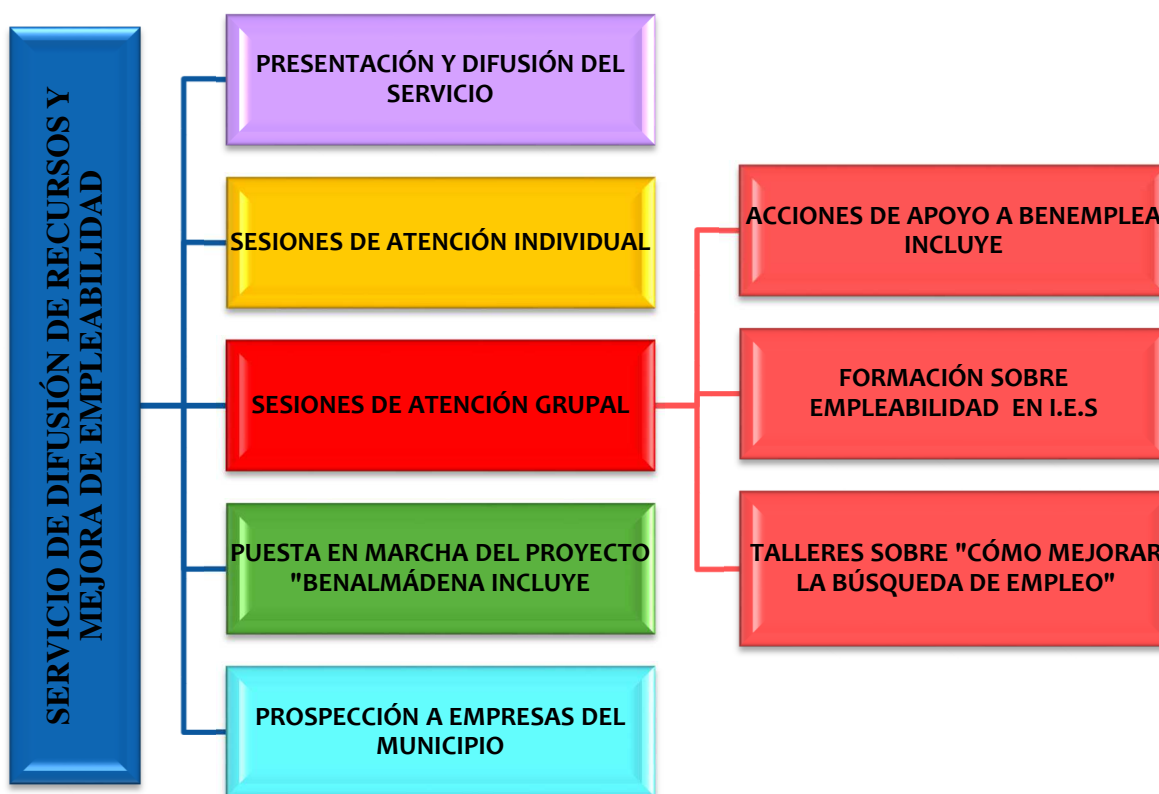 SERVICIO DE DIFUSIÓN DE RECURSOS Y
MEJORA DE EMPLEABILIDAD
PRESENTACIÓN Y DIFUSIÓN DEL
SERVICIO
SESIONES DE ATENCIÓN INDIVIDUAL
SESIONES DE ATENCIÓN GRUPAL
PUESTA EN MARCHA DEL PROYECTO
"BENALMÁDENA INCLUYE
PROSPECCIÓN A EMPRESAS DEL
MUNICIPIO
ACCIONES DE APOYO A BENEMPLEA
INCLUYE
FORMACIÓN SOBRE
EMPLEABILIDAD EN I.E.S
TALLERES SOBRE "CÓMO MEJORAR
LA BÚSQUEDA DE EMPLEO"